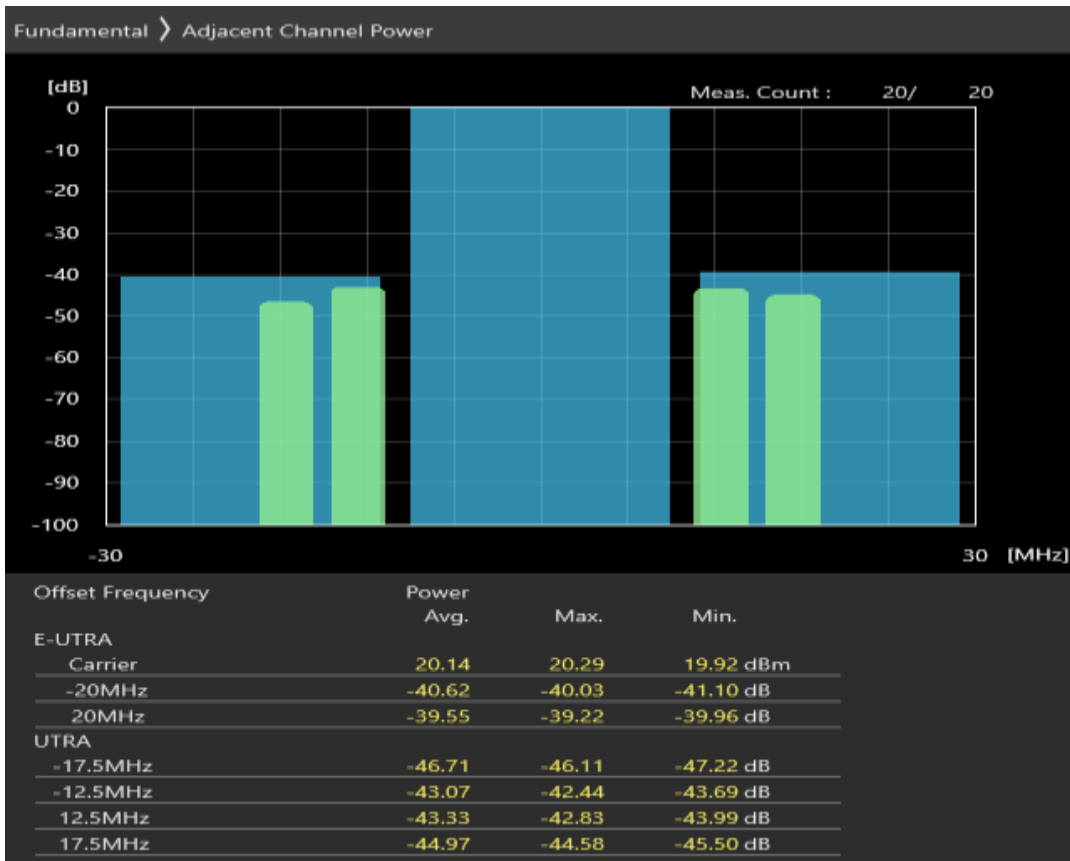 Fundamental ❯ Adjacent Channel Power
[dB]
Meas. Count : 20/ 20
0
-10
-20
-30
-40
-50
-60
-70
-80
-90
-100
-30 30 [MHz]
Offset Frequency Power
Avg. Max. Min.
E-UTRA
Carrier 20.14 20.29 19.92 dBm
-20MHz -40.62 -40.03 -41.10 dB
20MHz -39.55 -39.22 -39.96 dB
UTRA
-17.5MHz -46.71 -46.11 -47.22 dB
-12.5MHz -43.07 -42.44 -43.69 dB
12.5MHz -43.33 -42.83 -43.99 dB
17.5MHz -44.97 -44.58 -45.50 dB